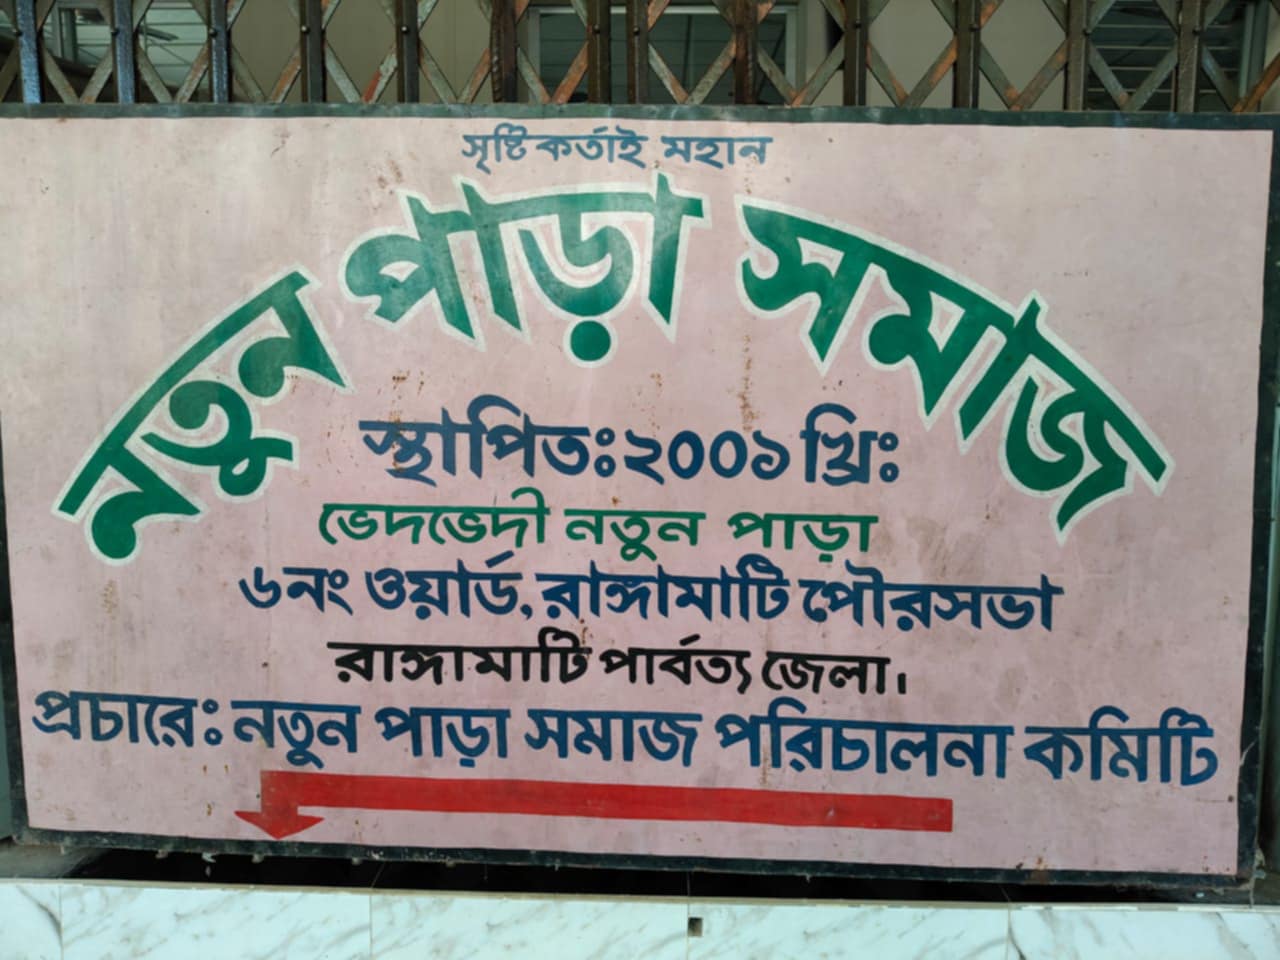 সৃষ্টিকর্তাই মহান
নতুন পাড়া সমাজ
স্থাপিতঃ২০০১ খ্রিঃ
ভেদভেদী নতুন পাড়া
৬নং ওয়ার্ড, রাঙ্গামাটি পৌরসভা
রাঙ্গামাটি পার্বত্য জেলা।
প্রচারেঃ নতুন পাড়া সমাজ পরিচালনা কমিটি